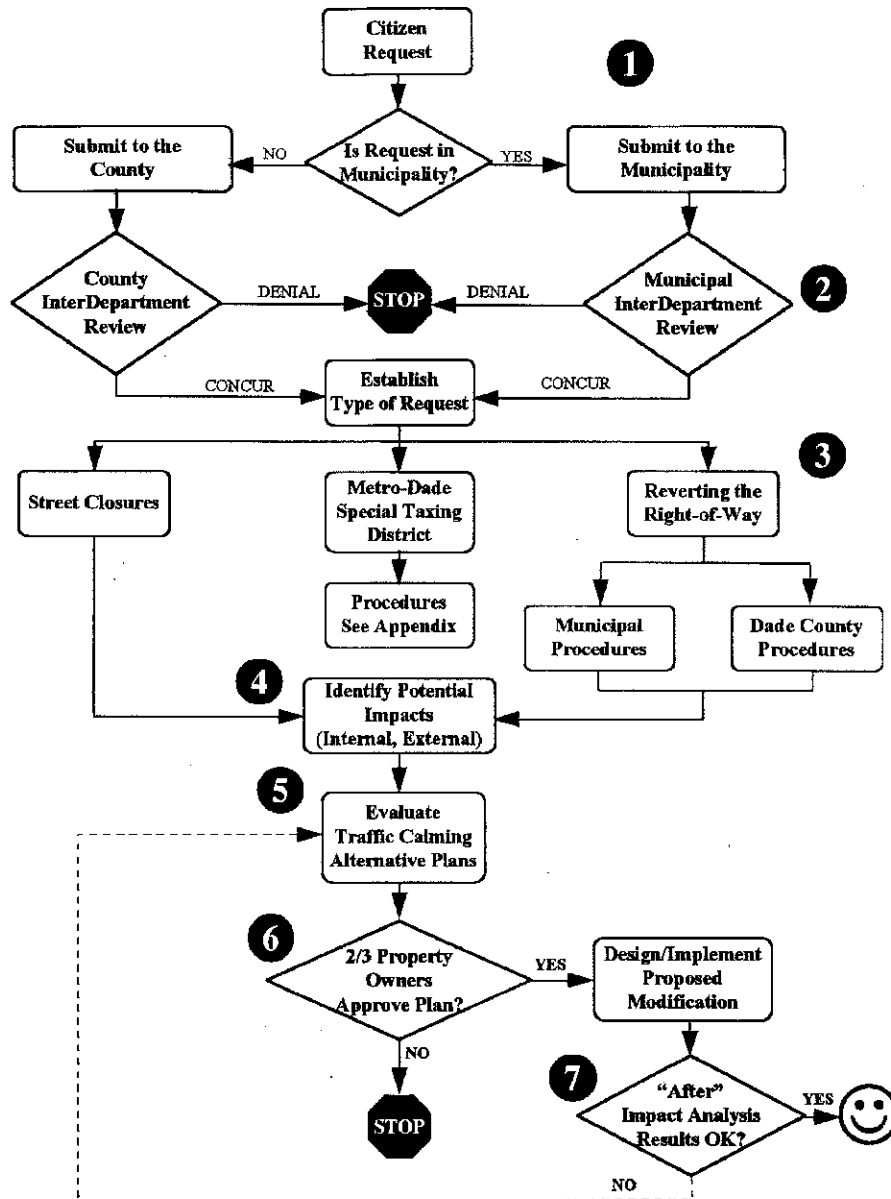 Citizen
Request
1
Submit to the
County
NO
Is Request in
Municipality?
YES
Submit to the
Municipality
County
InterDepartment
Review
DENIAL
STOP
DENIAL
Municipal
InterDepartment
Review
2
CONCUR
Establish
Type of Request
CONCUR
3
Street Closures
Metro-Dade
Special Taxing
District
Reverting the
Right-of-Way
Procedures
See Appendix
Municipal
Procedures
Dade County
Procedures
4
Identify Potential
Impacts
(Internal, External)
5
Evaluate
Traffic Calming
Alternative Plans
6
2/3 Property
Owners
Approve Plan?
YES
Design/Implement
Proposed
Modification
NO
STOP
7
“After”
Impact Analysis
Results OK?
YES
NO